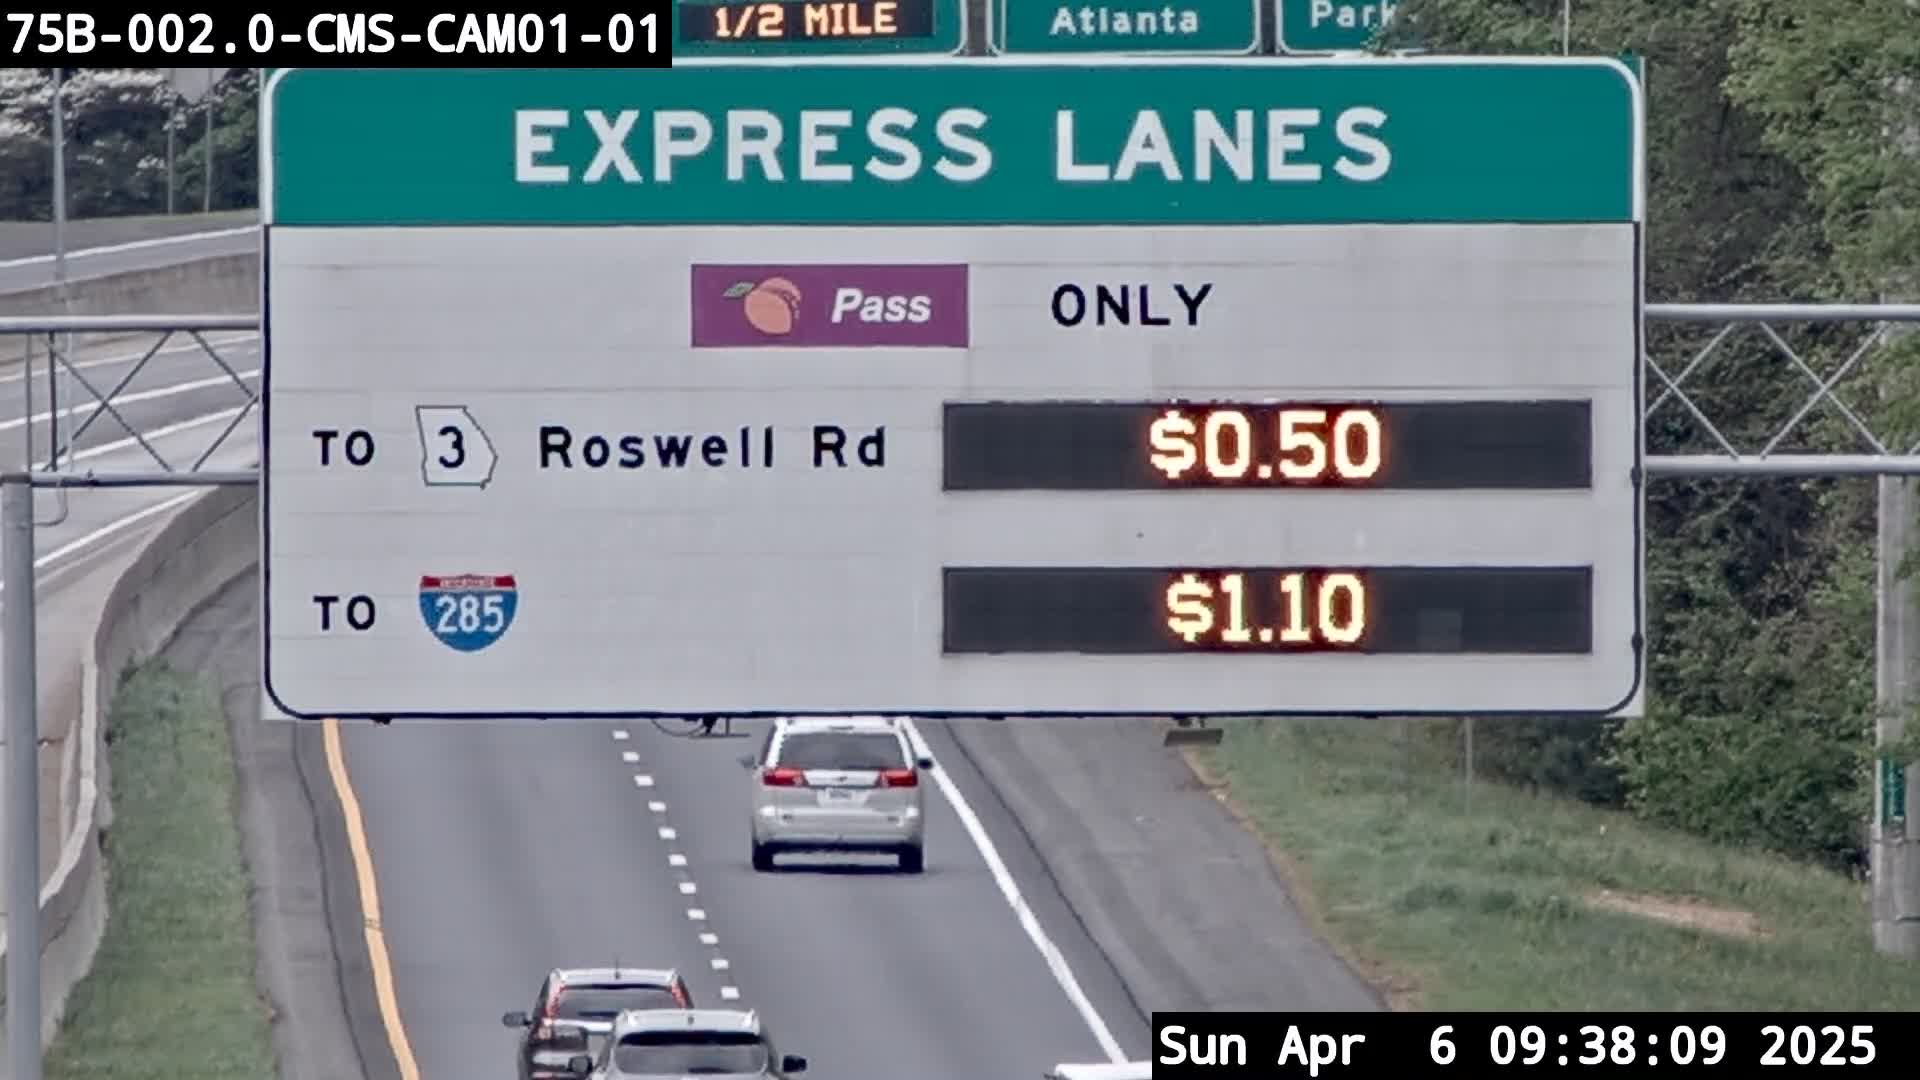 75B-002.0-CMS-CAM01-01
1/2 MILE
Atlanta
EXPRESS LANES
Pass ONLY
TO 3 Roswell Rd $0.50
TO 285 $1.10
Sun Apr 6 09:38:09 2025